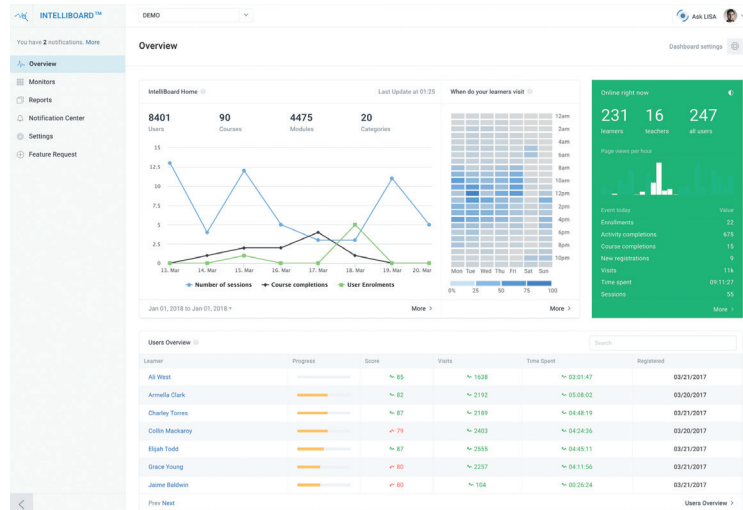 INTELLIBOARD™
DEMO
Ask LISA
You have 2 notifications. More
Overview
Monitors
Reports
Notification Center
Settings
Feature Request
Overview
Dashboard settings
IntelliBoard Home
Last Update at 01:25
8401
Users
90
Courses
4475
Modules
20
Categories
15
12.5
10
7.5
5
2.5
0
13. Mar 14. Mar 15. Mar 16. Mar 17. Mar 18. Mar 19. Mar 20. Mar
Number of sessions Course completions User Enrolments
Jan 01, 2018 to Jan 01, 2018
More >
When do your learners visit
12am
2am
4am
6am
8am
10am
12pm
2pm
4pm
6pm
8pm
10pm
Mon Tue Wed Thu Fri Sat Sun
0% 25 50 75 100
More >
Online right now
231
learners
16
teachers
247
all users
Page views per hour
Event today Value
Enrollments 22
Activity completions 675
Course completions 15
New registrations 9
Visits 11k
Time spent 09:11:27
Sessions 55
More >
Users Overview
Search
Learner Progress Score Visits Time Spent Registered
Ali West 85 1638 03:01:47 03/21/2017
Armella Clark 82 2192 05:08:02 03/20/2017
Charley Torres 87 2189 04:48:19 03/21/2017
Collin Mackaroy 79 2403 04:24:36 03/20/2017
Elijah Todd 87 2555 04:45:11 03/21/2017
Grace Young 80 2257 04:11:56 03/21/2017
Jaime Baldwin 80 104 00:26:24 03/21/2017
Prev Next
Users Overview >